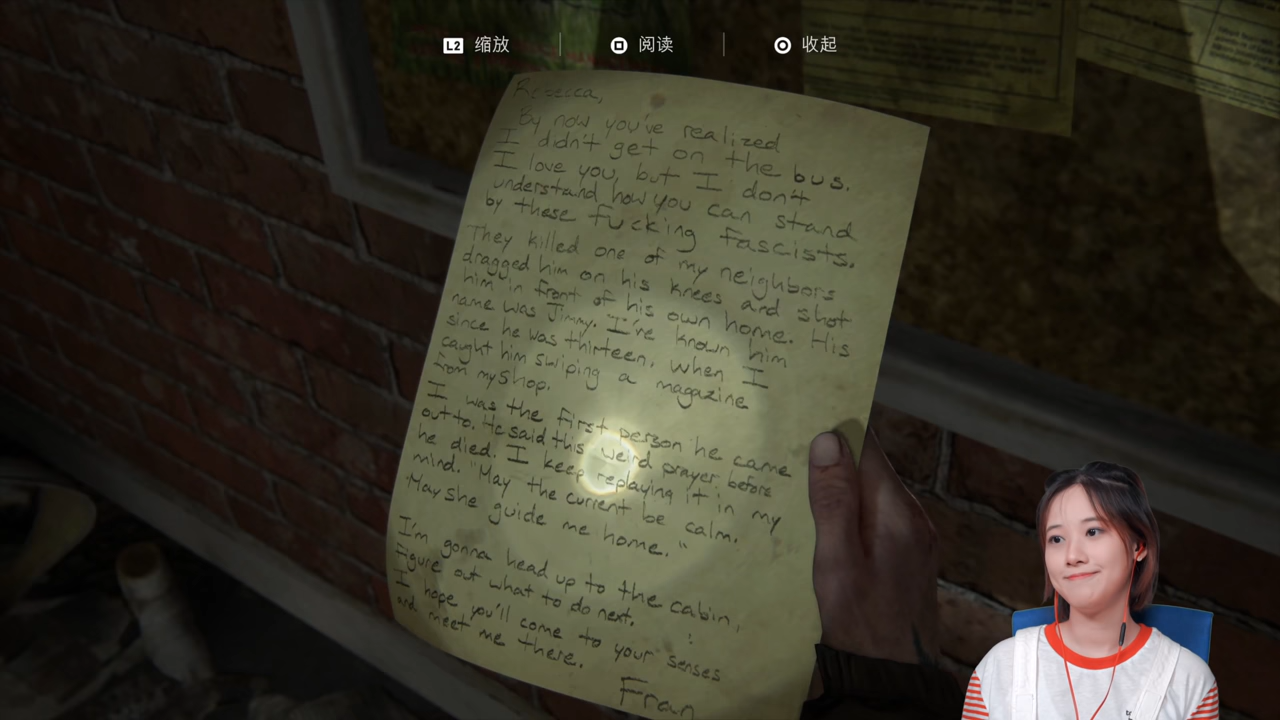 L2 缩放 阅读 收起
Rebecca,
By now you've realized
I didn't get on the bus.
I love you, but I don't
understand how you can stand
by these fucking fascists.
They killed one of my neighbors
dragged him on his knees and shot
him in front of his own home. His
name was Jimmy. I've known him
since he was thirteen. When I
caught him swiping a magazine
from my shop.
I was the first person he came
out to. He said this weird prayer before
he died. I keep replaying it in my
mind. "May the current be calm.
May she guide me home."
I'm gonna head up to the cabin,
figure out what to do next.
I hope you'll come to your senses
and meet me there.
Fran